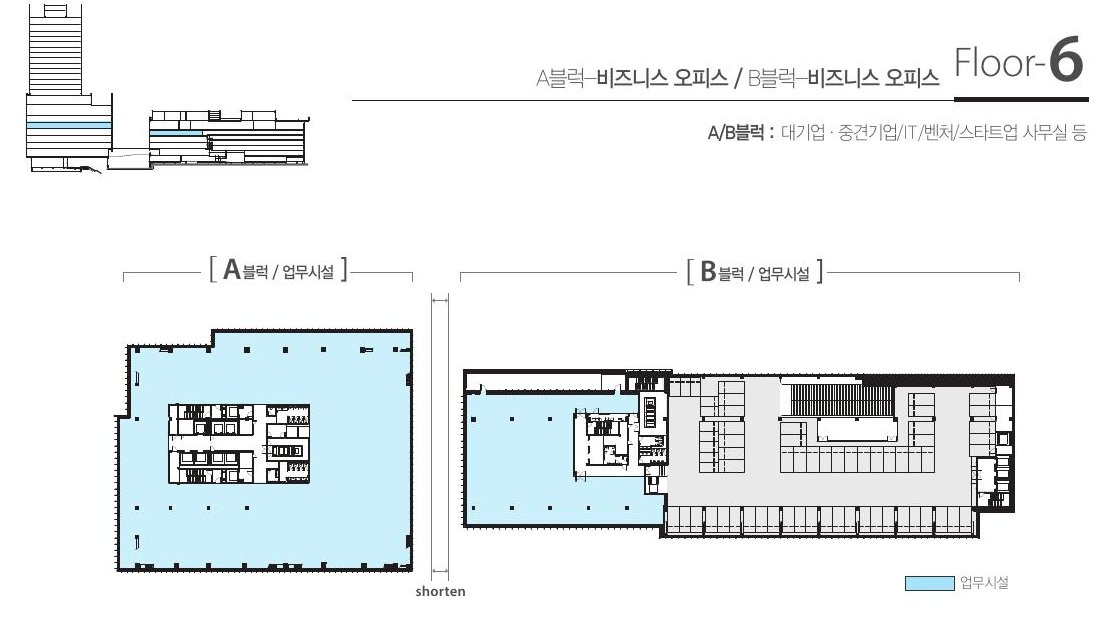 A블럭–비즈니스 오피스 / B블럭–비즈니스 오피스 Floor-6
A/B블럭 : 대기업 · 중견기업/IT/벤처/스타트업 사무실 등
[ A블럭 / 업무시설 ]
[ B블럭 / 업무시설 ]
shorten
업무시설